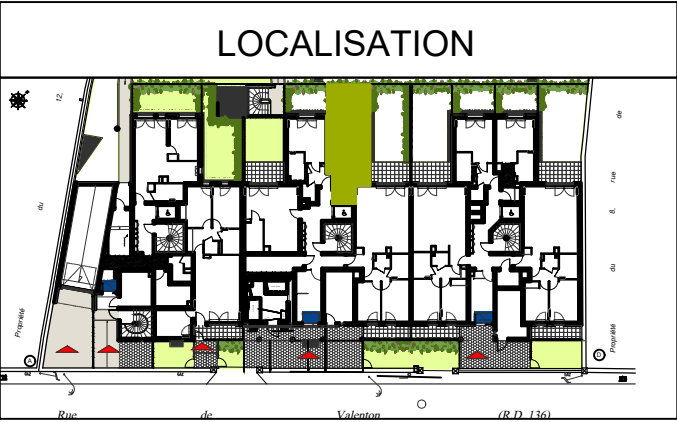 LOCALISATION
12,
du
Propriété
A
de
rue
8,
du
Propriété
D
Rue de Valenton (R.D. 136)